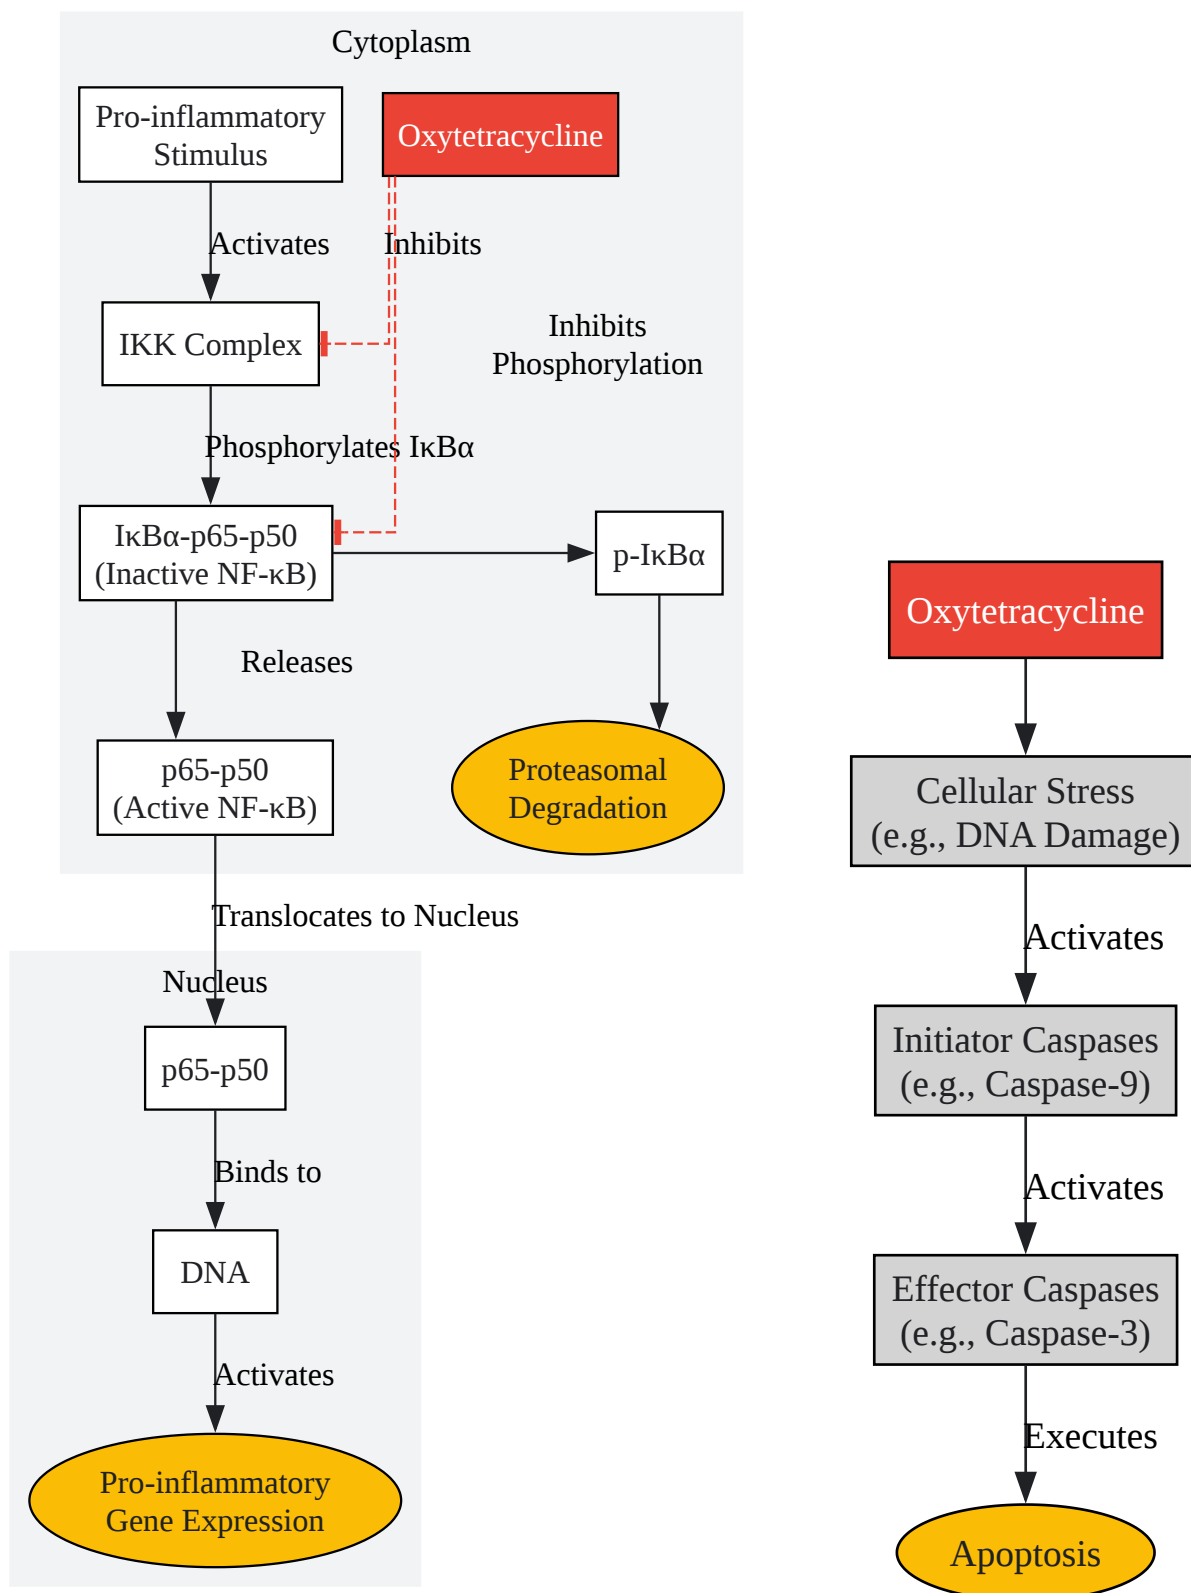 Cytoplasm
Pro-inflammatory
Stimulus
Oxytetracycline
Activates
Inhibits
IKK Complex
Inhibits
Phosphorylation
Phosphorylates IκBα
IκBα-p65-p50
(Inactive NF-κB)
p-IκBα
Releases
p65-p50
(Active NF-κB)
Proteasomal
Degradation
Translocates to Nucleus
Nucleus
p65-p50
Binds to
DNA
Activates
Pro-inflammatory
Gene Expression
Oxytetracycline
Cellular Stress
(e.g., DNA Damage)
Activates
Initiator Caspases
(e.g., Caspase-9)
Activates
Effector Caspases
(e.g., Caspase-3)
Executes
Apoptosis